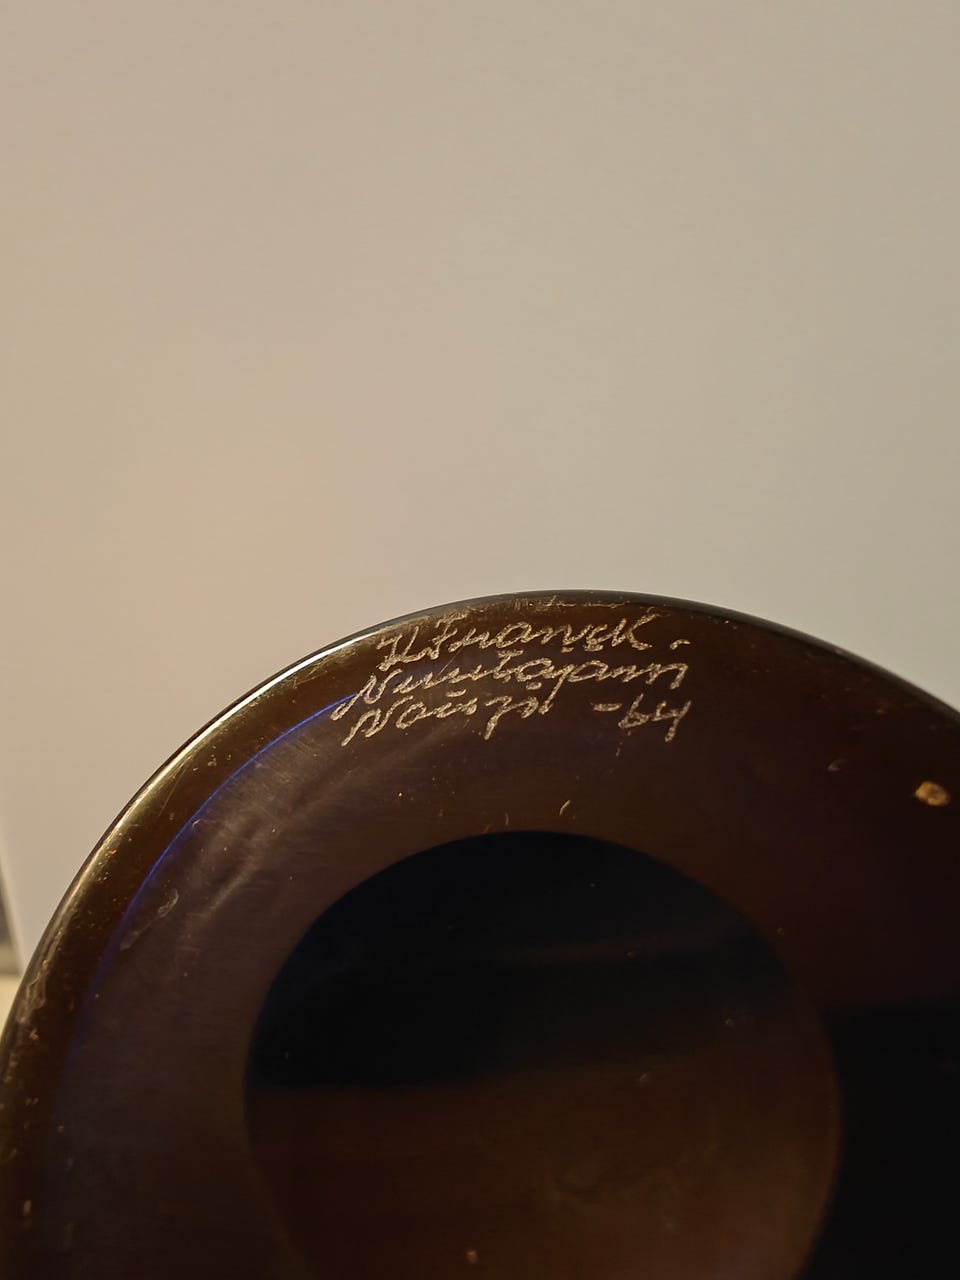 K. Franck.
Nuutajärvi
Notsjö -64